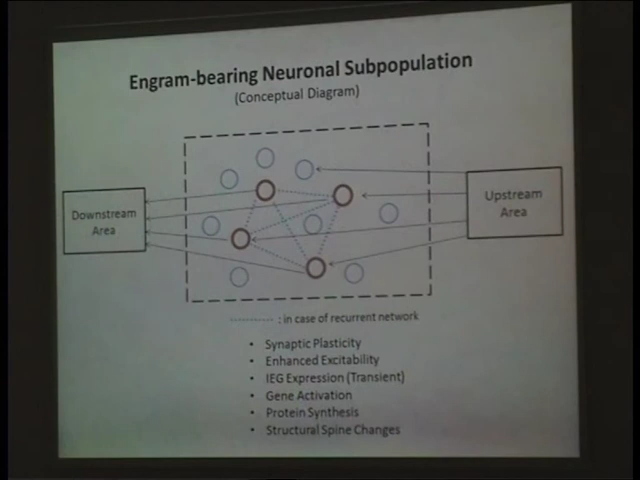 Engram-bearing Neuronal Subpopulation
(Conceptual Diagram)
Downstream
Area
Upstream
Area
: in case of recurrent network
• Synaptic Plasticity
• Enhanced Excitability
• IEG Expression (Transient)
• Gene Activation
• Protein Synthesis
• Structural Spine Changes